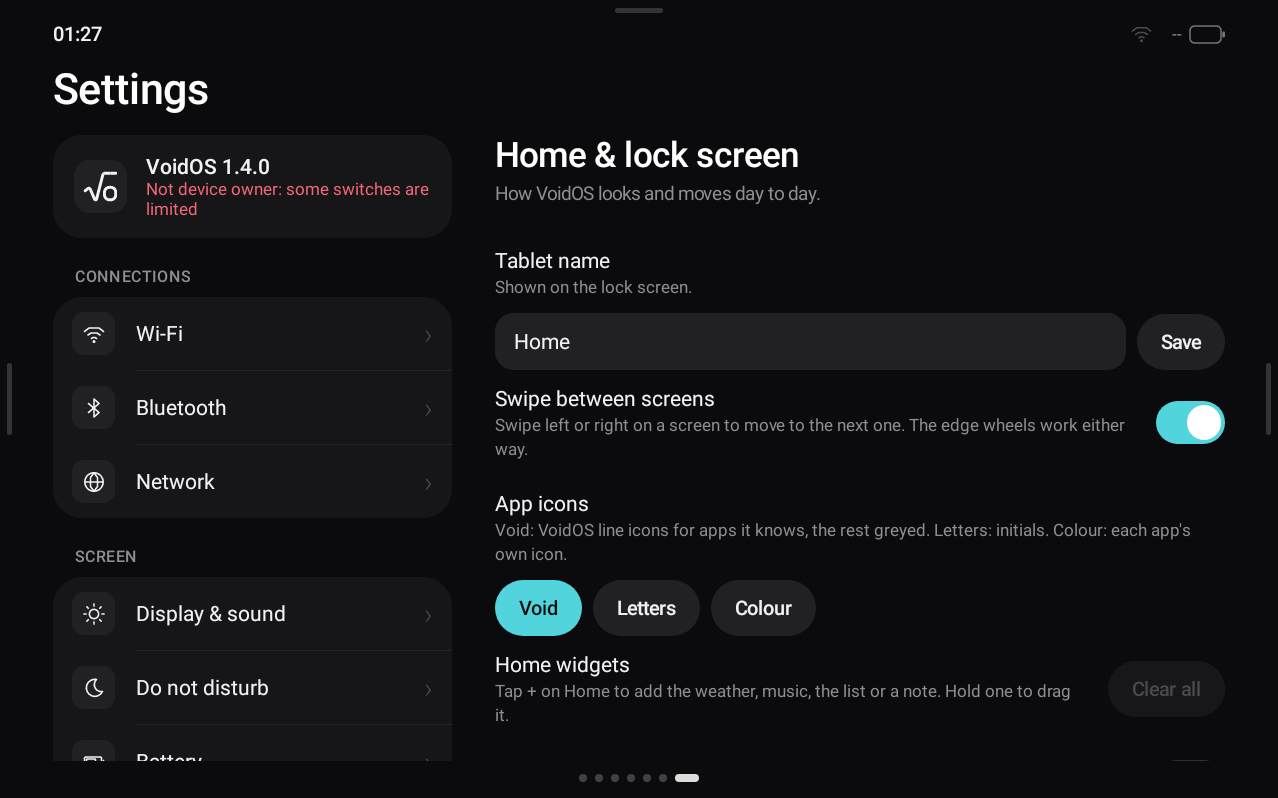 01:27
--
Settings
VoidOS 1.4.0
Not device owner: some switches are
limited
CONNECTIONS
Wi-Fi
Bluetooth
Network
SCREEN
Display & sound
Do not disturb
Battery
Home & lock screen
How VoidOS looks and moves day to day.
Tablet name
Shown on the lock screen.
Home
Save
Swipe between screens
Swipe left or right on a screen to move to the next one. The edge wheels work either
way.
App icons
Void: VoidOS line icons for apps it knows, the rest greyed. Letters: initials. Colour: each app's
own icon.
Void
Letters
Colour
Home widgets
Tap + on Home to add the weather, music, the list or a note. Hold one to drag
it.
Clear all